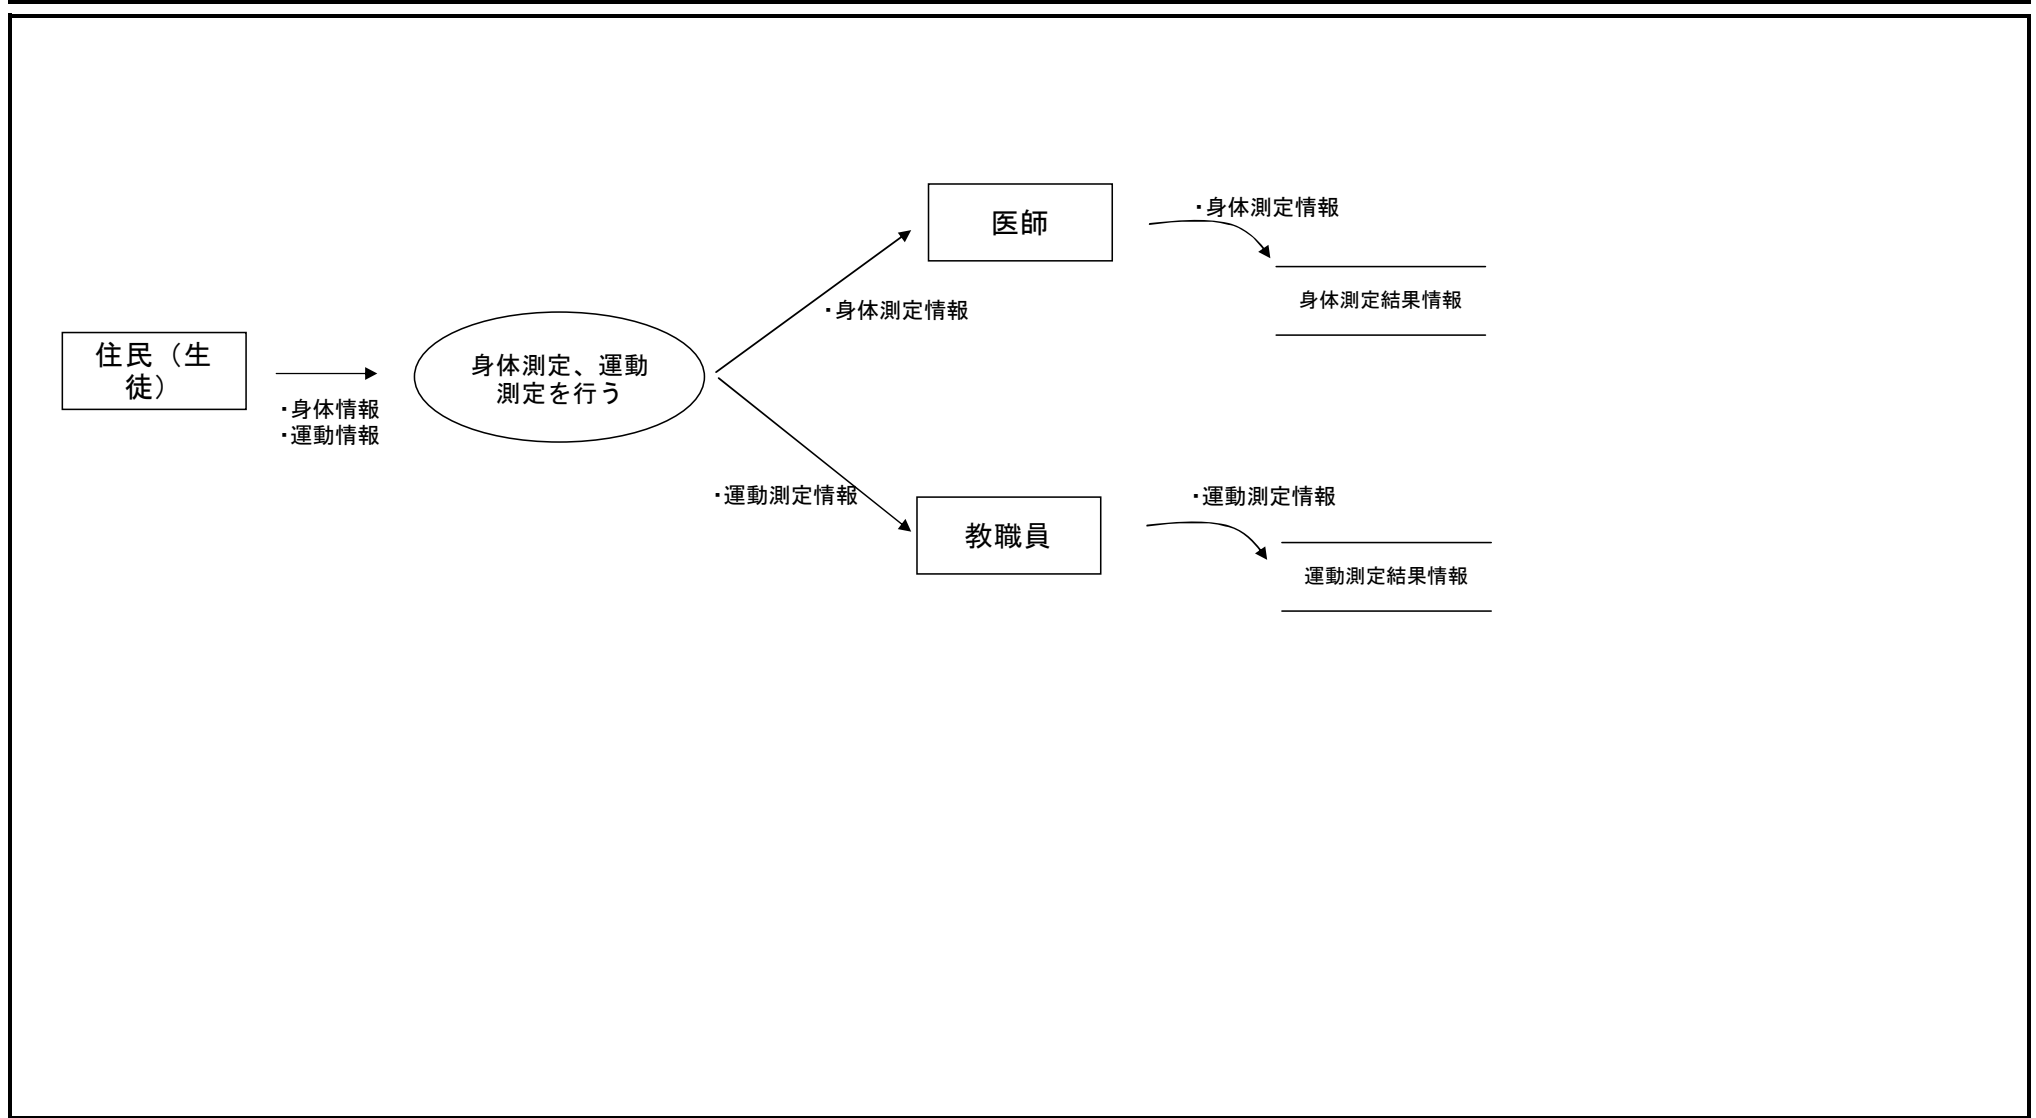 住民（生
徒）
・身体情報
・運動情報
身体測定、運動
測定を行う
・身体測定情報
・運動測定情報
医師
・身体測定情報
身体測定結果情報
教職員
・運動測定情報
運動測定結果情報